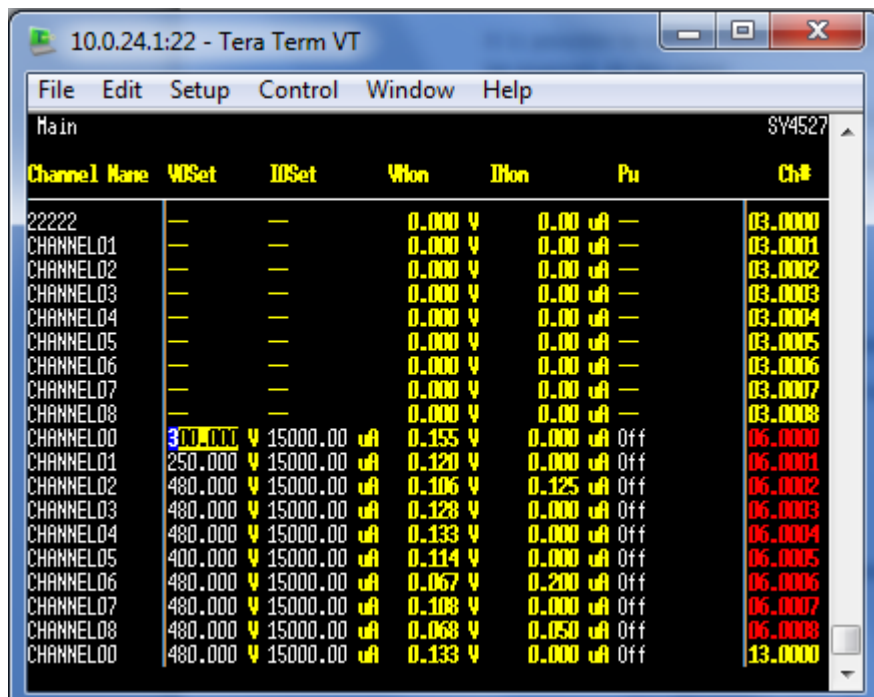 10.0.24.1:22 - Tera Term VT
File Edit Setup Control Window Help
Main SY4527
Channel Name V0Set I0Set VMon IMon Pw Ch#
22222 — — 0.000 V 0.00 uA — 03.0000
CHANNEL01 — — 0.000 V 0.00 uA — 03.0001
CHANNEL02 — — 0.000 V 0.00 uA — 03.0002
CHANNEL03 — — 0.000 V 0.00 uA — 03.0003
CHANNEL04 — — 0.000 V 0.00 uA — 03.0004
CHANNEL05 — — 0.000 V 0.00 uA — 03.0005
CHANNEL06 — — 0.000 V 0.00 uA — 03.0006
CHANNEL07 — — 0.000 V 0.00 uA — 03.0007
CHANNEL08 — — 0.000 V 0.00 uA — 03.0008
CHANNEL00 300.000 V 15000.00 uA 0.155 V 0.000 uA Off 06.0000
CHANNEL01 250.000 V 15000.00 uA 0.120 V 0.000 uA Off 06.0001
CHANNEL02 480.000 V 15000.00 uA 0.106 V 0.125 uA Off 06.0002
CHANNEL03 480.000 V 15000.00 uA 0.128 V 0.000 uA Off 06.0003
CHANNEL04 480.000 V 15000.00 uA 0.133 V 0.000 uA Off 06.0004
CHANNEL05 400.000 V 15000.00 uA 0.114 V 0.000 uA Off 06.0005
CHANNEL06 480.000 V 15000.00 uA 0.067 V 0.200 uA Off 06.0006
CHANNEL07 480.000 V 15000.00 uA 0.108 V 0.000 uA Off 06.0007
CHANNEL08 480.000 V 15000.00 uA 0.068 V 0.050 uA Off 06.0008
CHANNEL00 480.000 V 15000.00 uA 0.133 V 0.000 uA Off 13.0000